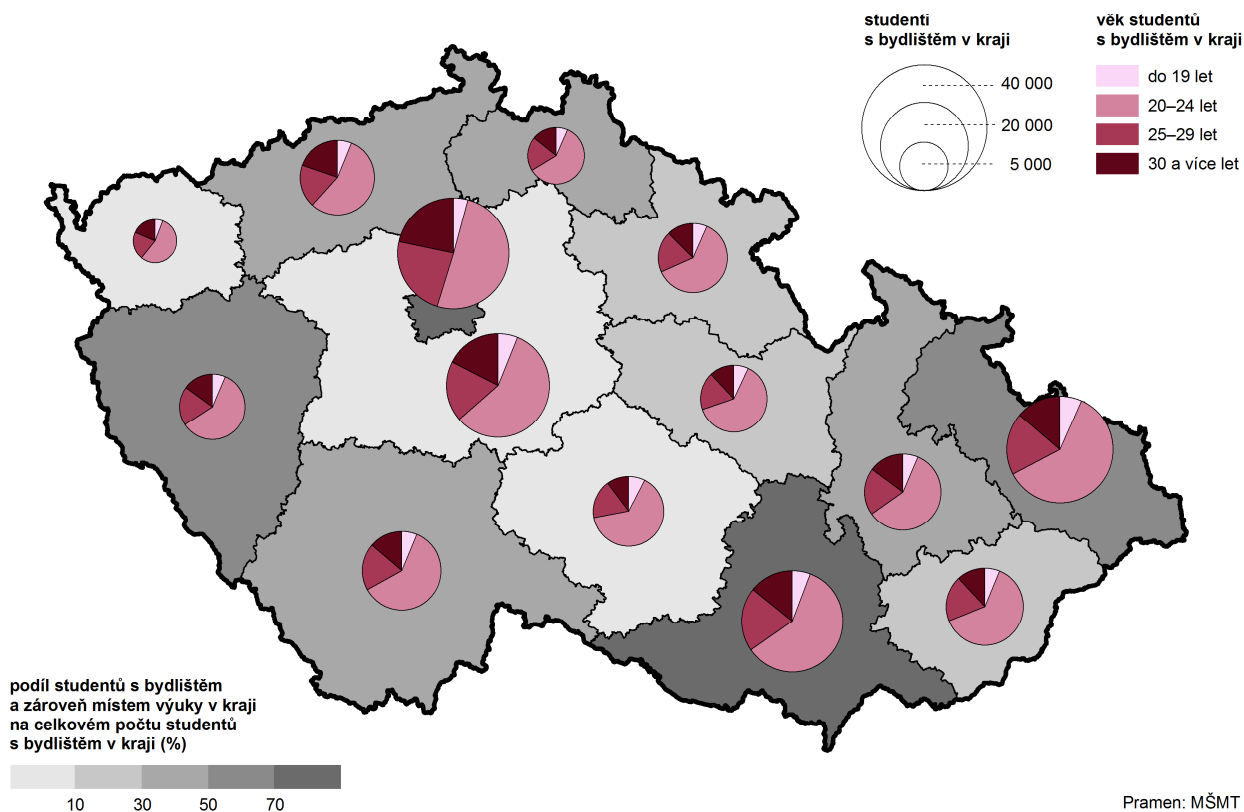 studenti
s bydlištěm v kraji
40 000
20 000
5 000
věk studentů
s bydlištěm v kraji
do 19 let
20–24 let
25–29 let
30 a více let
podíl studentů s bydlištěm
a zároveň místem výuky v kraji
na celkovém počtu studentů
s bydlištěm v kraji (%)
10 30 50 70
Pramen: MŠMT